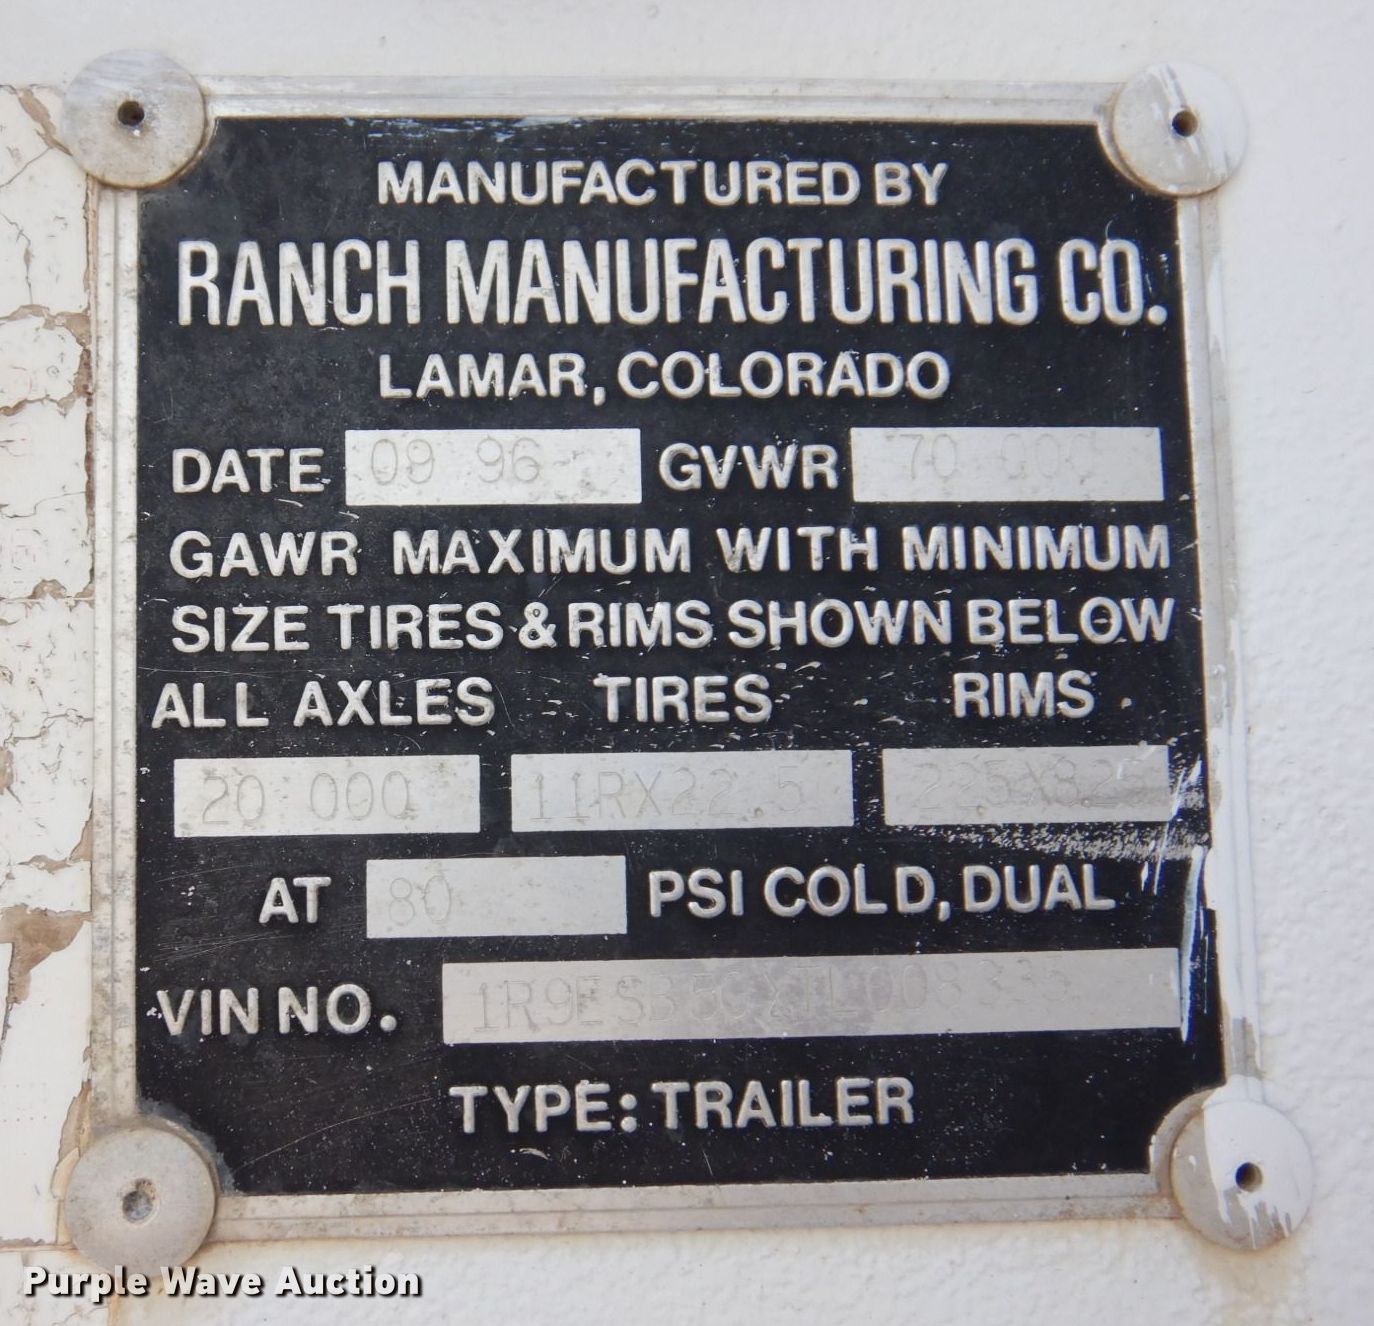 MANUFACTURED BY
RANCH MANUFACTURING CO.
LAMAR, COLORADO
DATE 09 96 GVWR 70 000
GAWR MAXIMUM WITH MINIMUM
SIZE TIRES & RIMS SHOWN BELOW
ALL AXLES TIRES RIMS
20 000 11RX22.5
AT 80 PSI COLD, DUAL
VIN NO.
TYPE: TRAILER
Purple Wave Auction